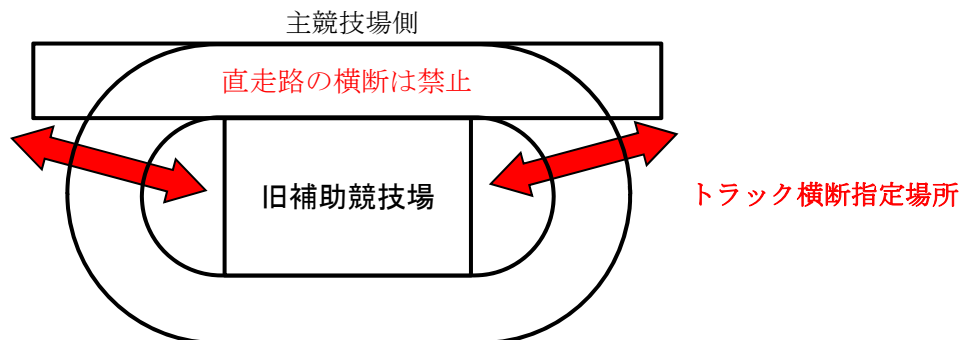 主競技場側
直走路の横断は禁止
旧補助競技場
トラック横断指定場所